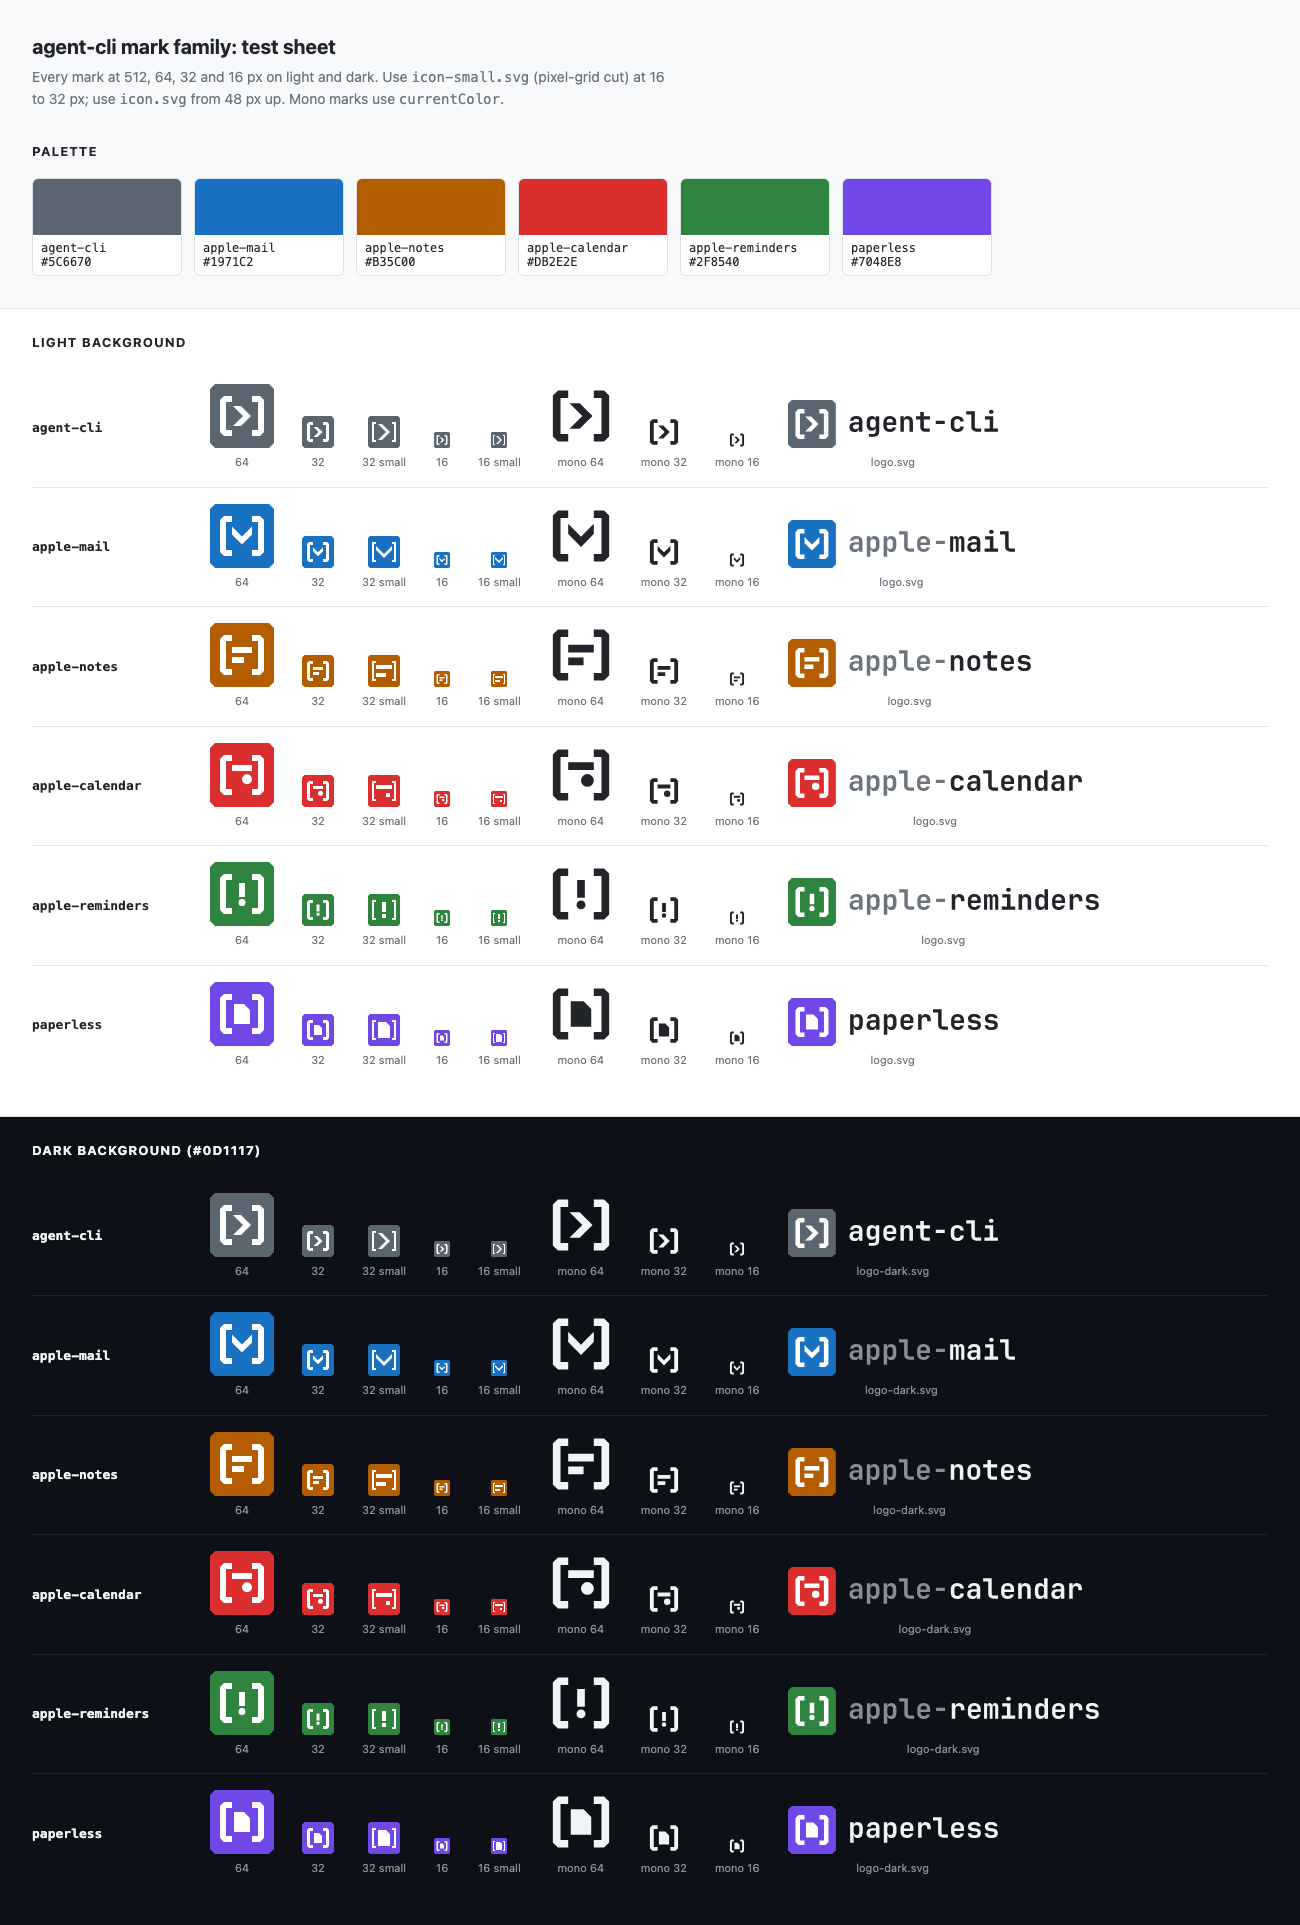 agent-cli mark family: test sheet
Every mark at 512, 64, 32 and 16 px on light and dark. Use icon-small.svg (pixel-grid cut) at 16
to 32 px; use icon.svg from 48 px up. Mono marks use currentColor.
PALETTE
agent-cli
#5C6670
apple-mail
#1971C2
apple-notes
#B35C00
apple-calendar
#DB2E2E
apple-reminders
#2F8540
paperless
#7048E8
LIGHT BACKGROUND
agent-cli
agent-cli
64 32 32 small 16 16 small mono 64 mono 32 mono 16 logo.svg
apple-mail
apple-mail
64 32 32 small 16 16 small mono 64 mono 32 mono 16 logo.svg
apple-notes
apple-notes
64 32 32 small 16 16 small mono 64 mono 32 mono 16 logo.svg
apple-calendar
apple-calendar
64 32 32 small 16 16 small mono 64 mono 32 mono 16 logo.svg
apple-reminders
apple-reminders
64 32 32 small 16 16 small mono 64 mono 32 mono 16 logo.svg
paperless
paperless
64 32 32 small 16 16 small mono 64 mono 32 mono 16 logo.svg
DARK BACKGROUND (#0D1117)
agent-cli
agent-cli
64 32 32 small 16 16 small mono 64 mono 32 mono 16 logo-dark.svg
apple-mail
apple-mail
64 32 32 small 16 16 small mono 64 mono 32 mono 16 logo-dark.svg
apple-notes
apple-notes
64 32 32 small 16 16 small mono 64 mono 32 mono 16 logo-dark.svg
apple-calendar
apple-calendar
64 32 32 small 16 16 small mono 64 mono 32 mono 16 logo-dark.svg
apple-reminders
apple-reminders
64 32 32 small 16 16 small mono 64 mono 32 mono 16 logo-dark.svg
paperless
paperless
64 32 32 small 16 16 small mono 64 mono 32 mono 16 logo-dark.svg